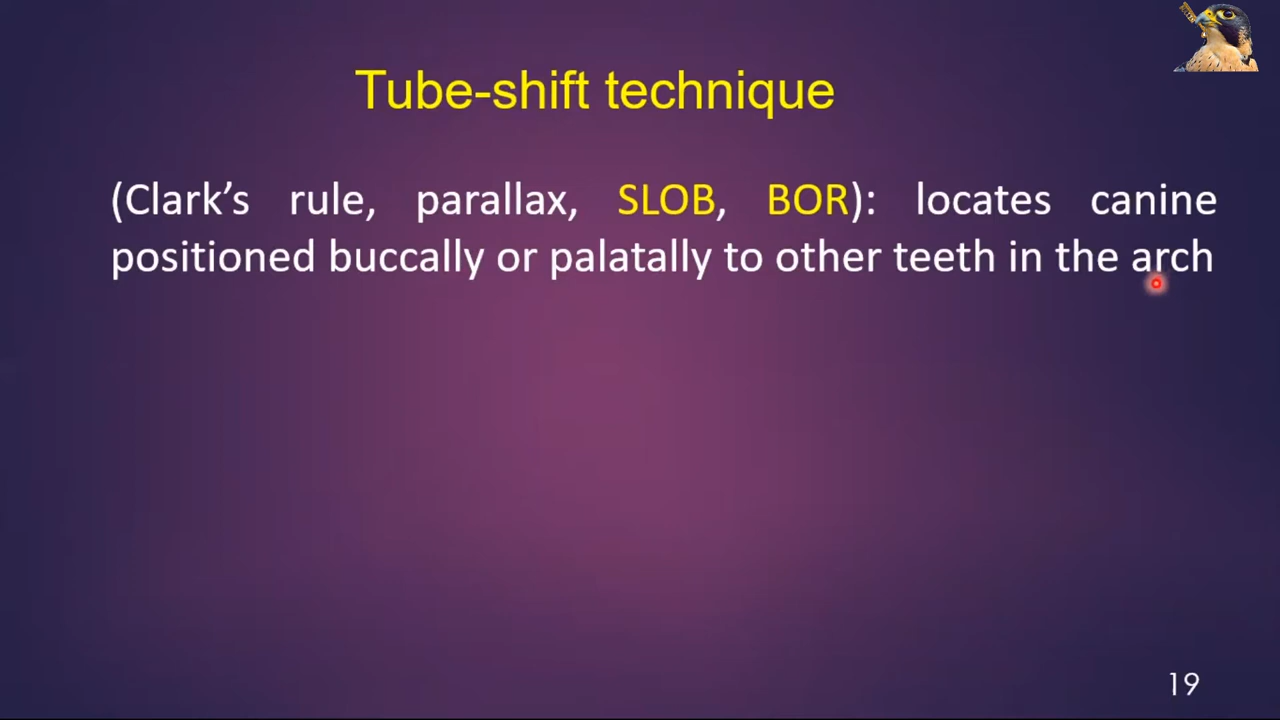 Tube-shift technique
(Clark’s rule, parallax, SLOB, BOR): locates canine
positioned buccally or palatally to other teeth in the arch
19